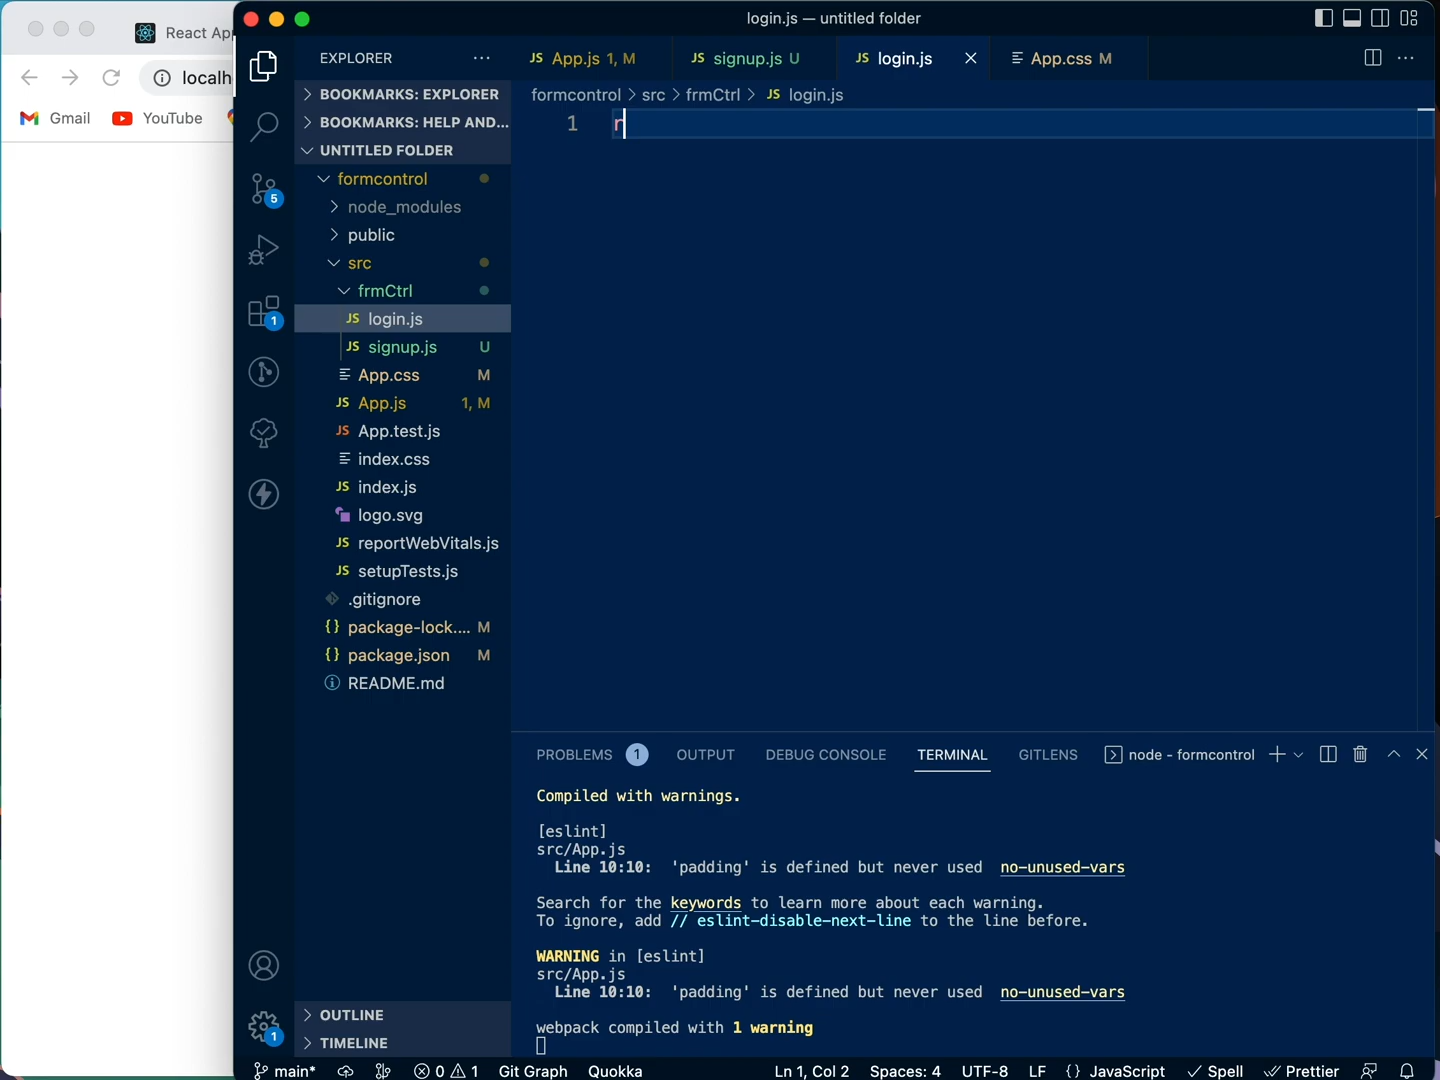 login.js — untitled folder
React Ap
localh
Gmail
YouTube
EXPLORER
BOOKMARKS: EXPLORER
BOOKMARKS: HELP AND...
UNTITLED FOLDER
formcontrol
node_modules
public
src
frmCtrl
JS login.js
JS signup.js U
App.css M
JS App.js 1, M
JS App.test.js
index.css
JS index.js
logo.svg
JS reportWebVitals.js
JS setupTests.js
.gitignore
{} package-lock.... M
{} package.json M
README.md
OUTLINE
TIMELINE
5
1
1
JS App.js 1, M
JS signup.js U
JS login.js
App.css M
formcontrol > src > frmCtrl > JS login.js
1 r
PROBLEMS 1 OUTPUT DEBUG CONSOLE TERMINAL GITLENS node - formcontrol
Compiled with warnings.
[eslint]
src/App.js
Line 10:10: 'padding' is defined but never used no-unused-vars
Search for the keywords to learn more about each warning.
To ignore, add // eslint-disable-next-line to the line before.
WARNING in [eslint]
src/App.js
Line 10:10: 'padding' is defined but never used no-unused-vars
webpack compiled with 1 warning
main* 0 1 Git Graph Quokka Ln 1, Col 2 Spaces: 4 UTF-8 LF {} JavaScript Spell Prettier